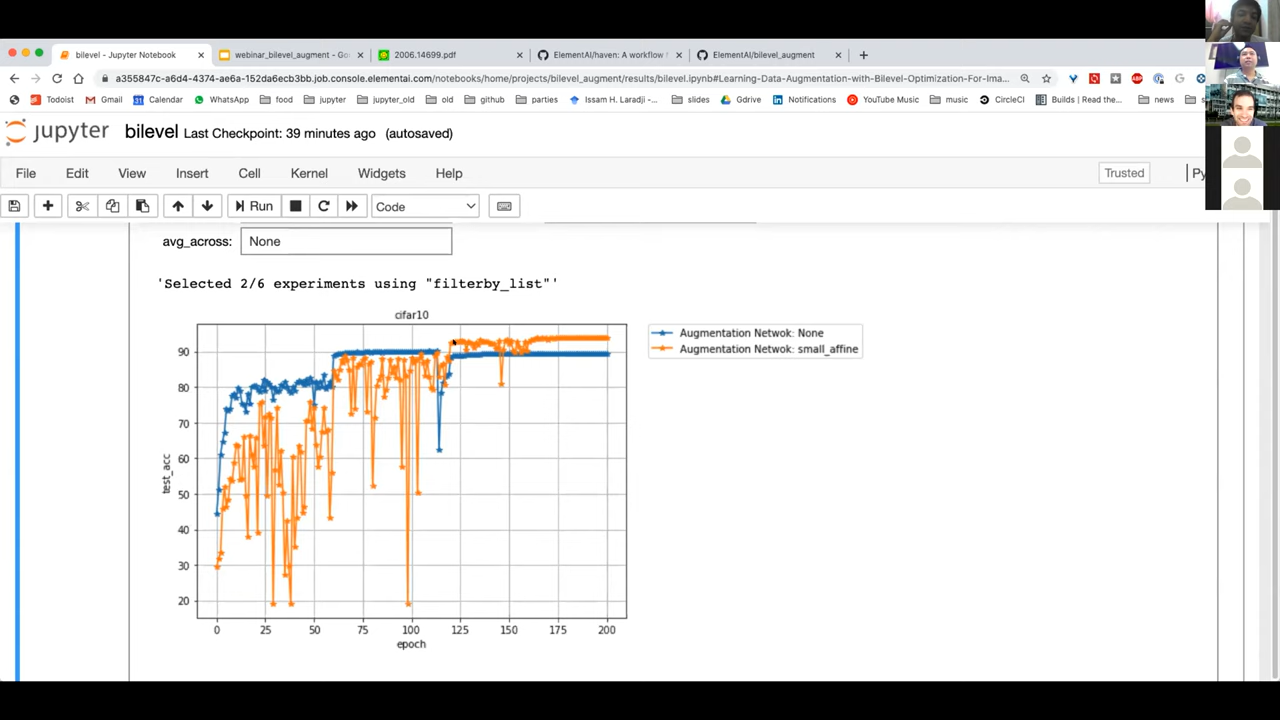 bilevel - Jupyter Notebook
webinar_bilevel_augment - Go
2006.14699.pdf
ElementAI/haven: A workflow
ElementAI/bilevel_augment
a355847c-a6d4-4374-ae6a-152da6ecb3bb.job.console.elementai.com/notebooks/home/projects/bilevel_augment/results/bilevel.ipynb#Learning-Data-Augmentation-with-Bilevel-Optimization-For-Ima...
Todoist
Gmail
Calendar
WhatsApp
food
jupyter
jupyter_old
old
github
parties
Issam H. Laradji -...
slides
Gdrive
Notifications
YouTube Music
music
CircleCI
Builds | Read the...
news
jupyter bilevel Last Checkpoint: 39 minutes ago (autosaved)
File Edit View Insert Cell Kernel Widgets Help
Trusted
Py
Run
Code
avg_across: None
'Selected 2/6 experiments using "filterby_list"'
cifar10
Augmentation Netwok: None
Augmentation Netwok: small_affine
90
80
70
60
50
40
30
20
test_acc
0 25 50 75 100 125 150 175 200
epoch